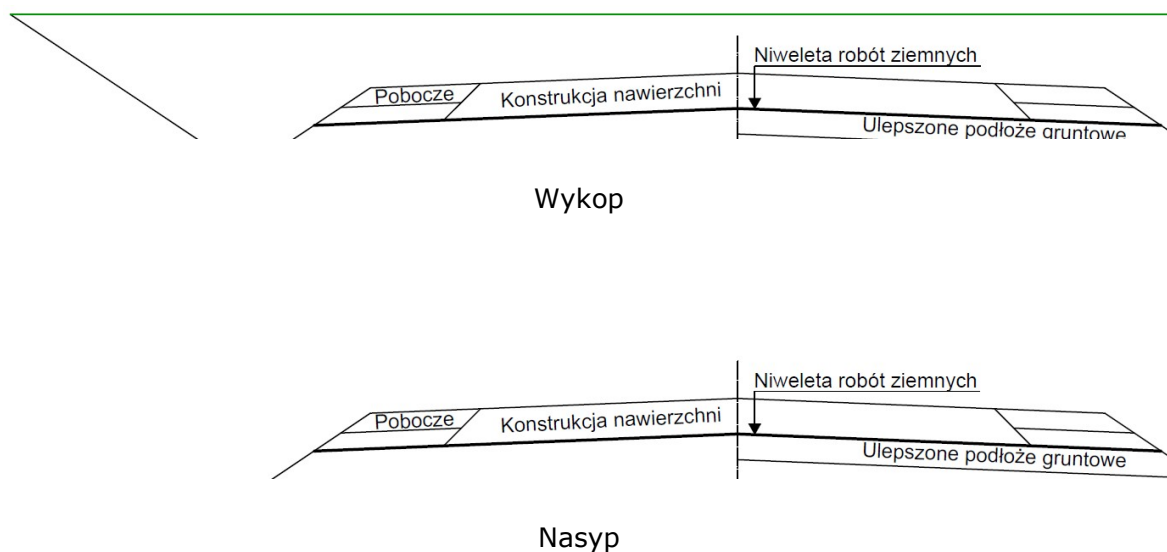 Niweleta robót ziemnych
Pobocze
Konstrukcja nawierzchni
Ulepszone podłoże gruntowe
Wykop
Niweleta robót ziemnych
Pobocze
Konstrukcja nawierzchni
Ulepszone podłoże gruntowe
Nasyp